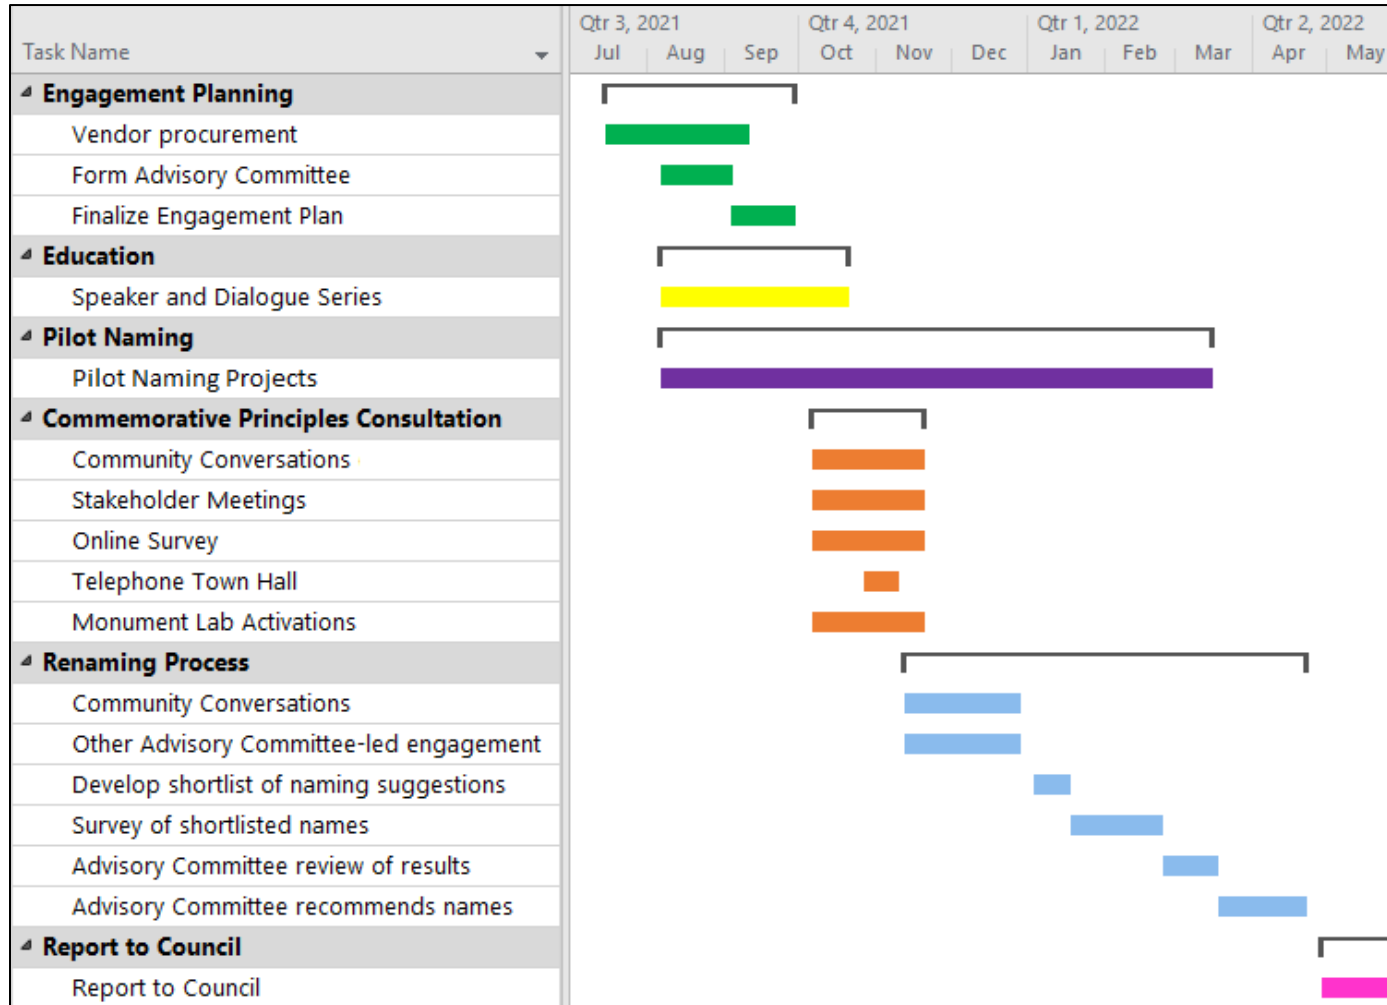 Qtr 3, 2021 Qtr 4, 2021 Qtr 1, 2022 Qtr 2, 2022
Task Name Jul Aug Sep Oct Nov Dec Jan Feb Mar Apr May
Engagement Planning
Vendor procurement
Form Advisory Committee
Finalize Engagement Plan
Education
Speaker and Dialogue Series
Pilot Naming
Pilot Naming Projects
Commemorative Principles Consultation
Community Conversations
Stakeholder Meetings
Online Survey
Telephone Town Hall
Monument Lab Activations
Renaming Process
Community Conversations
Other Advisory Committee-led engagement
Develop shortlist of naming suggestions
Survey of shortlisted names
Advisory Committee review of results
Advisory Committee recommends names
Report to Council
Report to Council